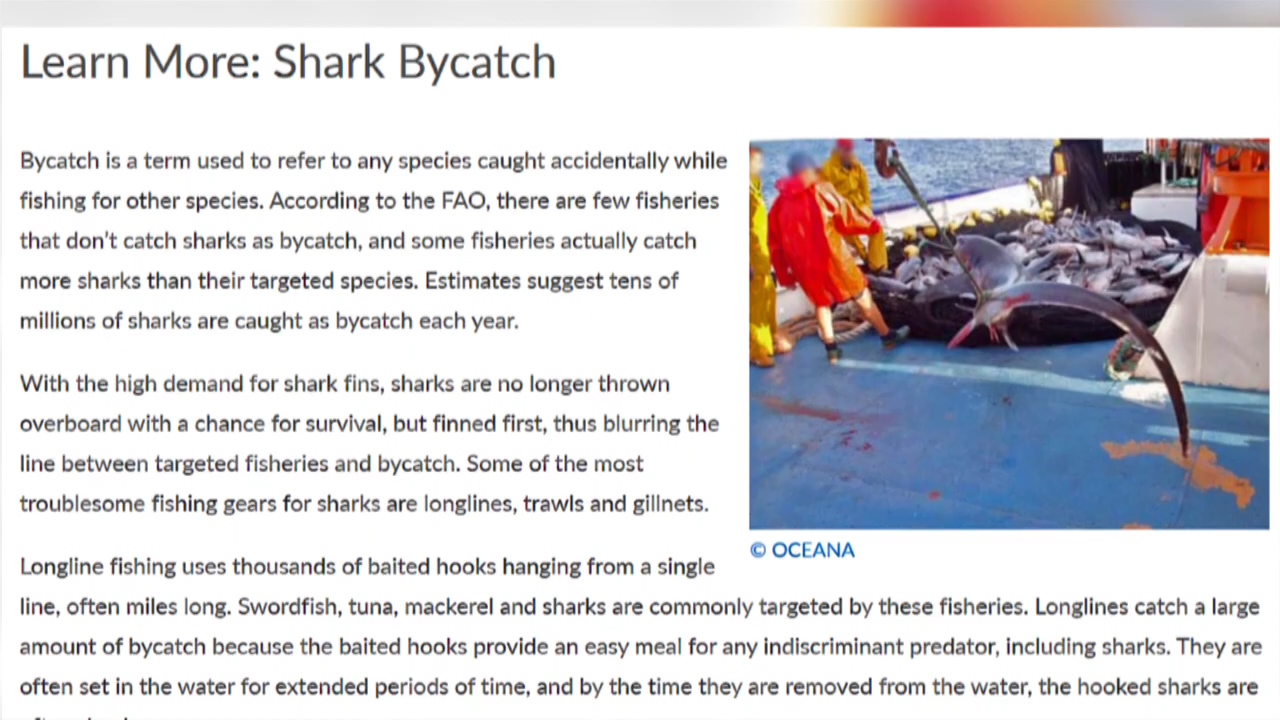 Learn More: Shark Bycatch
Bycatch is a term used to refer to any species caught accidentally while
fishing for other species. According to the FAO, there are few fisheries
that don't catch sharks as bycatch, and some fisheries actually catch
more sharks than their targeted species. Estimates suggest tens of
millions of sharks are caught as bycatch each year.
With the high demand for shark fins, sharks are no longer thrown
overboard with a chance for survival, but finned first, thus blurring the
line between targeted fisheries and bycatch. Some of the most
troublesome fishing gears for sharks are longlines, trawls and gillnets.
© OCEANA
Longline fishing uses thousands of baited hooks hanging from a single
line, often miles long. Swordfish, tuna, mackerel and sharks are commonly targeted by these fisheries. Longlines catch a large
amount of bycatch because the baited hooks provide an easy meal for any indiscriminant predator, including sharks. They are
often set in the water for extended periods of time, and by the time they are removed from the water, the hooked sharks are